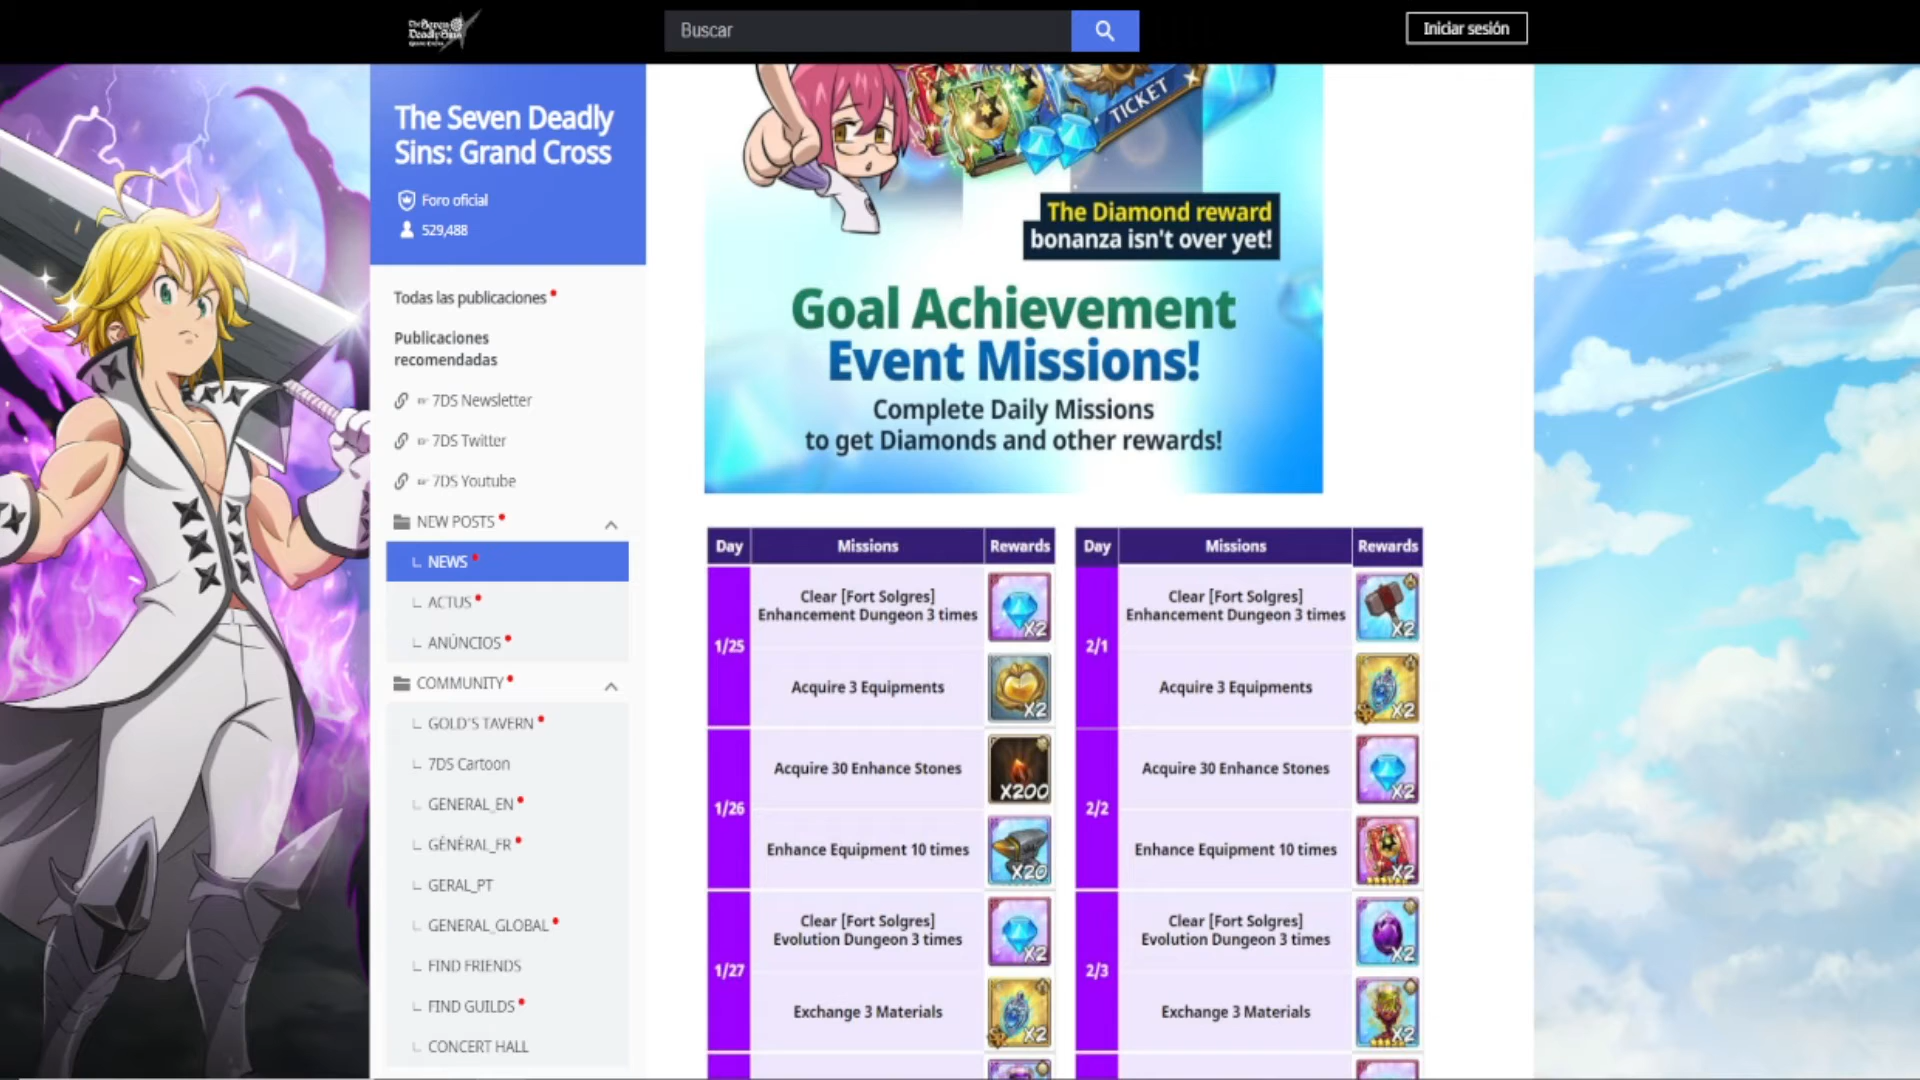 The Seven
Deadly Sins
Buscar
Iniciar sesión
The Seven Deadly
Sins: Grand Cross
Foro oficial
529,488
Todas las publicaciones
Publicaciones
recomendadas
7DS Newsletter
7DS Twitter
7DS Youtube
NEW POSTS
NEWS
ACTUS
ANÚNCIOS
COMMUNITY
GOLD'S TAVERN
7DS Cartoon
GENERAL_EN
GÉNÉRAL_FR
GERAL_PT
GENERAL_GLOBAL
FIND FRIENDS
FIND GUILDS
CONCERT HALL
TICKET
The Diamond reward
bonanza isn't over yet!
Goal Achievement
Event Missions!
Complete Daily Missions
to get Diamonds and other rewards!
Day Missions Rewards
1/25
Clear [Fort Solgres]
Enhancement Dungeon 3 times
X2
Acquire 3 Equipments
X2
1/26
Acquire 30 Enhance Stones
X200
Enhance Equipment 10 times
X20
1/27
Clear [Fort Solgres]
Evolution Dungeon 3 times
X2
Exchange 3 Materials
X2
Day Missions Rewards
2/1
Clear [Fort Solgres]
Enhancement Dungeon 3 times
X2
Acquire 3 Equipments
X2
2/2
Acquire 30 Enhance Stones
X2
Enhance Equipment 10 times
X2
2/3
Clear [Fort Solgres]
Evolution Dungeon 3 times
X2
Exchange 3 Materials
X2